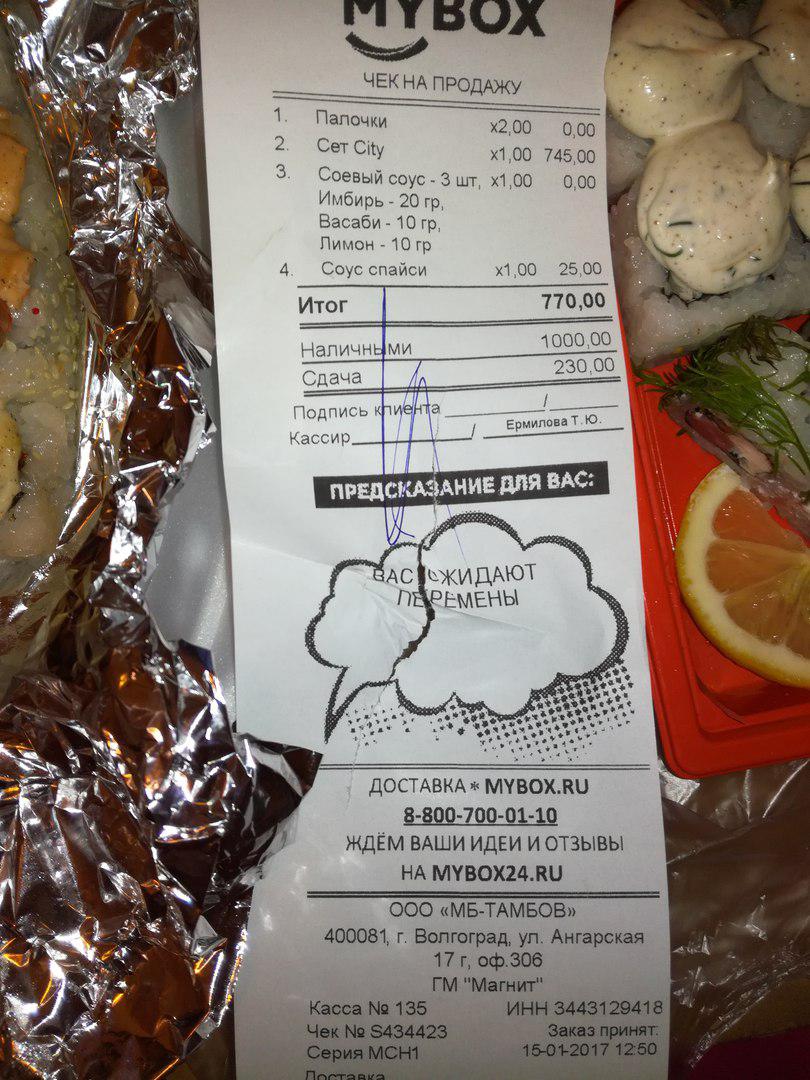 MYBOX
ЧЕК НА ПРОДАЖУ
1. Палочки x2,00 0,00
2. Сет City x1,00 745,00
3. Соевый соус - 3 шт, x1,00 0,00
Имбирь - 20 гр,
Васаби - 10 гр,
Лимон - 10 гр
4. Соус спайси x1,00 25,00
Итог 770,00
Наличными 1000,00
Сдача 230,00
Подпись клиента ________/________
Кассир________/ Ермилова Т. Ю.
ПРЕДСКАЗАНИЕ ДЛЯ ВАС:
ВАС ОЖИДАЮТ
ПЕРЕМЕНЫ
ДОСТАВКА * MYBOX.RU
8-800-700-01-10
ЖДЁМ ВАШИ ИДЕИ И ОТЗЫВЫ
НА MYBOX24.RU
ООО «МБ-ТАМБОВ»
400081, г. Волгоград, ул. Ангарская
17 г, оф.306
ГМ "Магнит"
Касса № 135 ИНН 3443129418
Чек № S434423 Заказ принят:
Серия MCH1 15-01-2017 12:50
Доставка